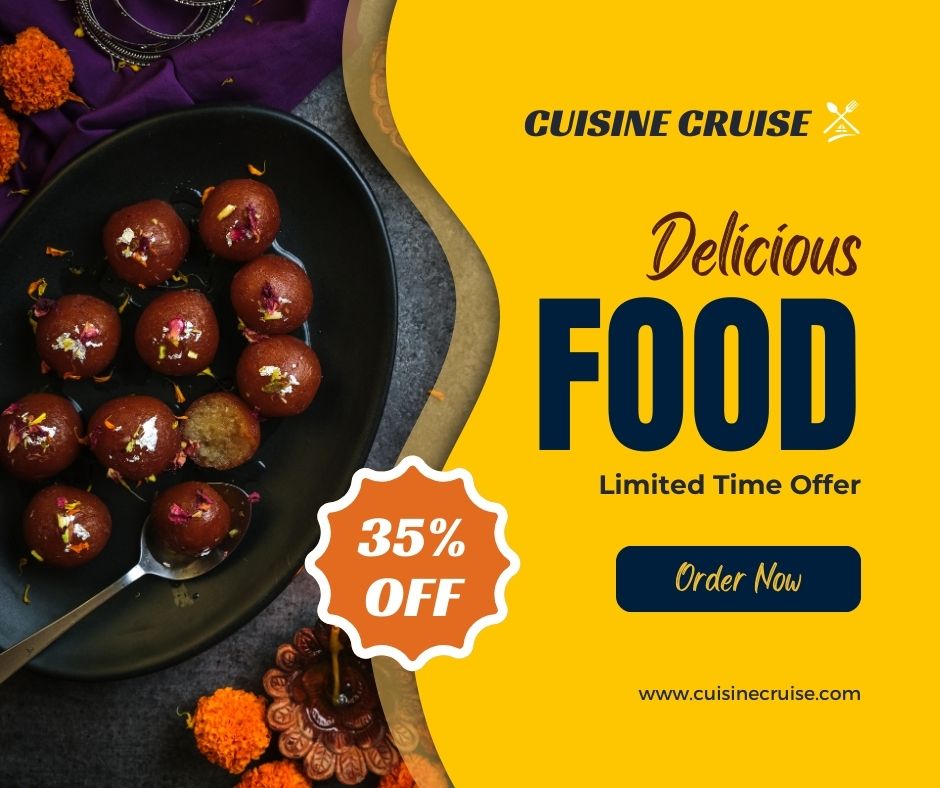 CUISINE CRUISE
Delicious
FOOD
Limited Time Offer
35%
OFF
Order Now
www.cuisinecruise.com